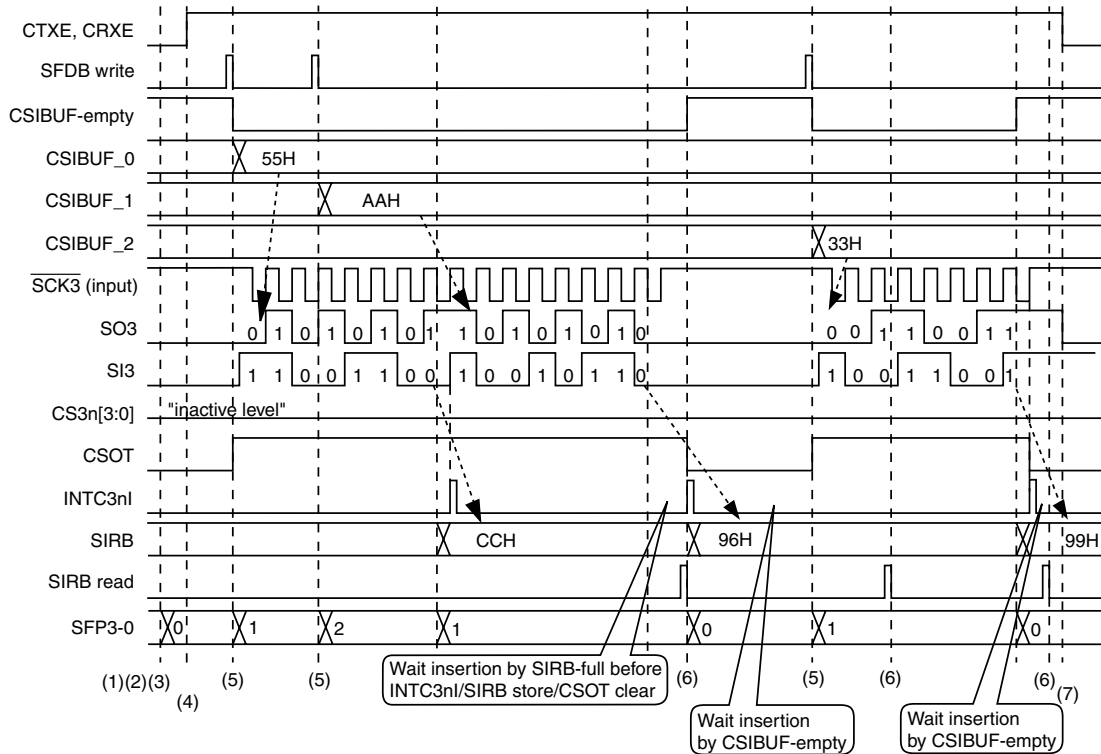 CTXE, CRXE
SFDB write
CSIBUF-empty
CSIBUF_0 55H
CSIBUF_1 AAH
CSIBUF_2 33H
SCK3 (input)
SO3 0 1 0 1 0 1 0 1 1 0 1 0 1 0 1 0 0 0 1 1 0 0 1 1
SI3 1 1 0 0 1 1 0 0 1 0 0 1 0 1 1 0 1 0 0 1 1 0 0 1
CS3n[3:0] "inactive level"
CSOT
INTC3nI
SIRB CCH 96H 99H
SIRB read
SFP3-0 0 1 2 1 0 1 0
Wait insertion by SIRB-full before
INTC3nI/SIRB store/CSOT clear
Wait insertion
by CSIBUF-empty
Wait insertion
by CSIBUF-empty
(1)(2)(3) (5) (5) (6) (5) (6) (6)
(4) (7)